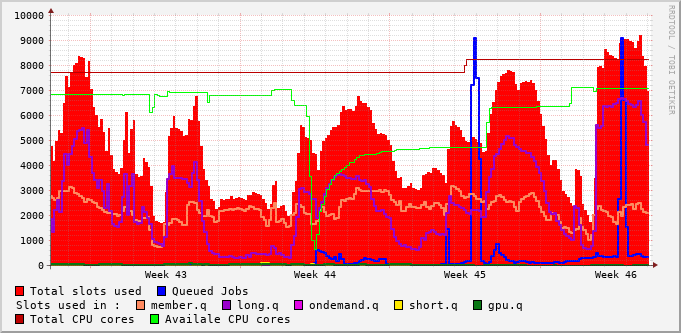 10000
9000
8000
7000
6000
5000
4000
3000
2000
1000
0
Week 43 Week 44 Week 45 Week 46
RRDTOOL / TOBI OETIKER
Total slots used Queued Jobs
Slots used in : member.q long.q ondemand.q short.q gpu.q
Total CPU cores Availale CPU cores